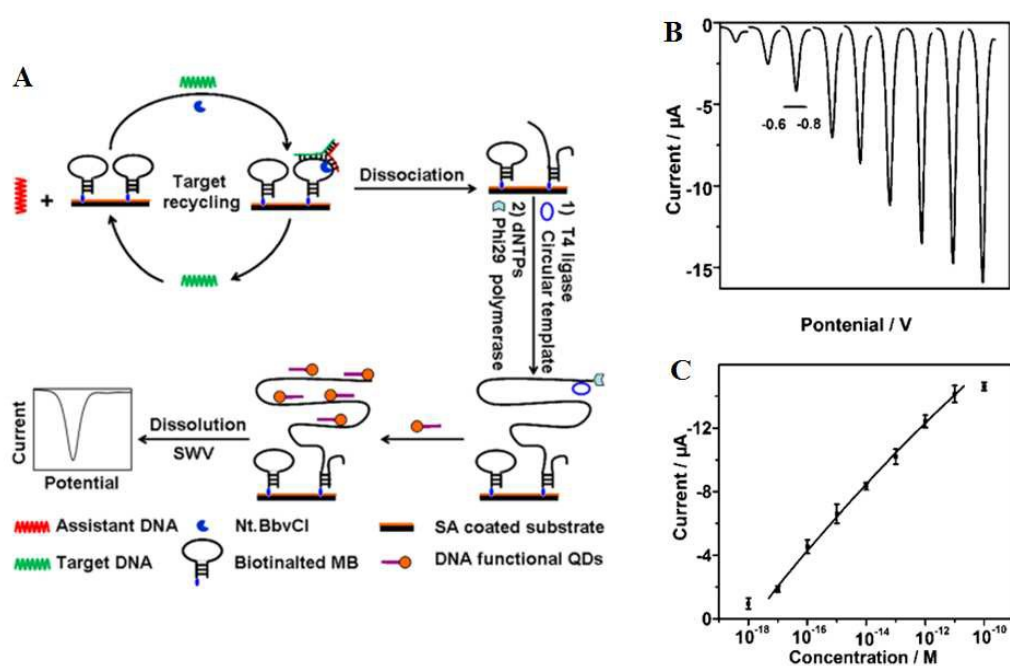 A
Target recycling
Dissociation
1) T4 ligase
Circular template
2) dNTPs
Phi29 polymerase
Dissolution
SWV
Current
Potential
Assistant DNA
Nt.BbvCI
SA coated substrate
Target DNA
Biotinalted MB
DNA functional QDs
+
B
0
-5
-10
-15
Current / µA
-0.6
-0.8
Pontenial / V
C
-12
-8
-4
0
Current / µA
10-18
10-16
10-14
10-12
10-10
Concentration / M